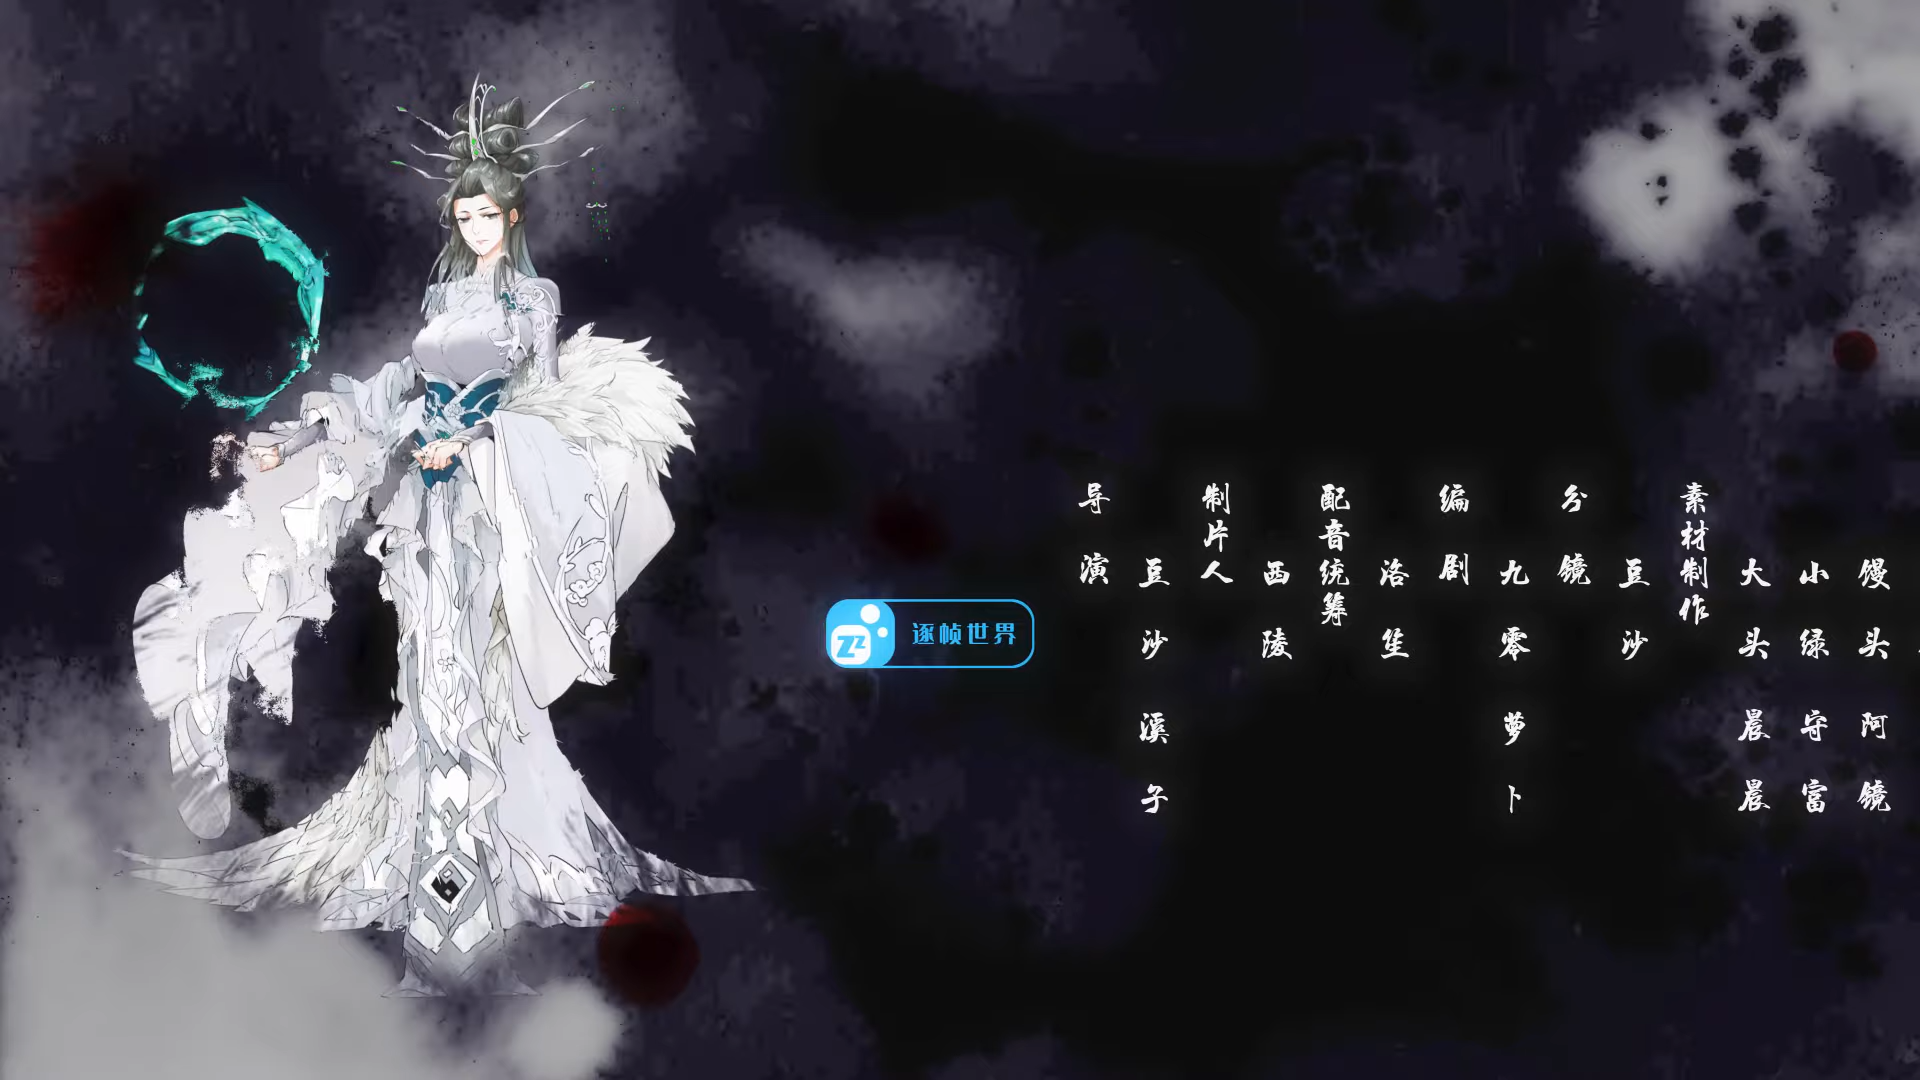 逐帧世界
导演
豆沙
溪子
制片人
西陵
配音统筹
洛笙
编剧
九零
萝卜
分镜
豆沙
素材制作
大头
晨晨
小绿
守富
馒头
阿镜